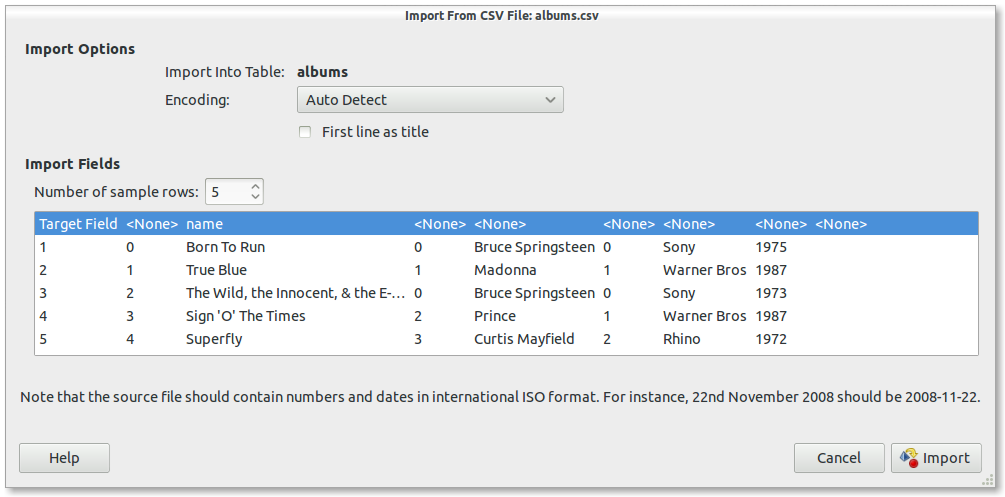 Import From CSV File: albums.csv
Import Options
Import Into Table: albums
Encoding: Auto Detect
First line as title
Import Fields
Number of sample rows: 5
Target Field <None> name <None> <None> <None> <None> <None> <None>
1 0 Born To Run 0 Bruce Springsteen 0 Sony 1975
2 1 True Blue 1 Madonna 1 Warner Bros 1987
3 2 The Wild, the Innocent, & the E-... 0 Bruce Springsteen 0 Sony 1973
4 3 Sign 'O' The Times 2 Prince 1 Warner Bros 1987
5 4 Superfly 3 Curtis Mayfield 2 Rhino 1972
Note that the source file should contain numbers and dates in international ISO format. For instance, 22nd November 2008 should be 2008-11-22.
Help Cancel Import